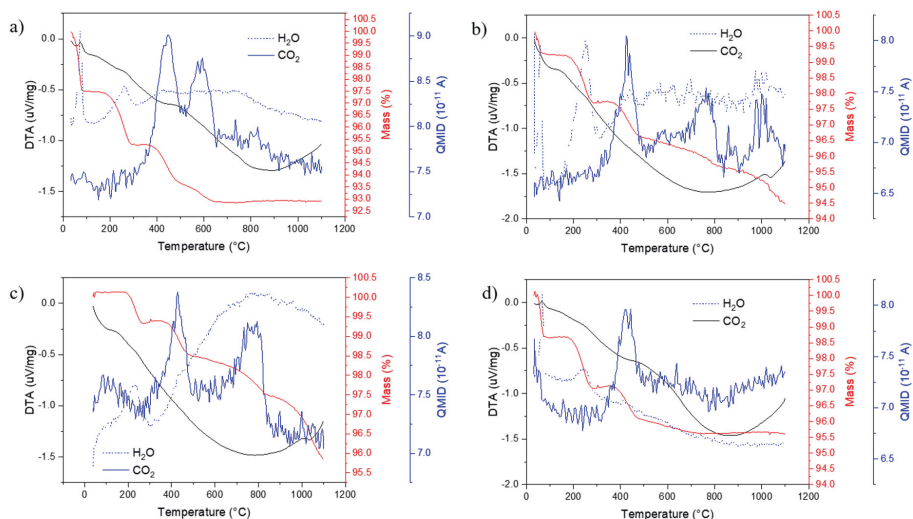 a)
DTA (uV/mg)
0.0
-0.5
-1.0
-1.5
H₂O
CO₂
0 200 400 600 800 1000 1200
Temperature (°C)
100.5
100.0
99.5
99.0
98.5
98.0
97.5
97.0
96.5
96.0
95.5
95.0
94.5
94.0
93.5
93.0
92.5
Mass (%)
9.0
8.5
8.0
7.5
7.0
QMID (10⁻¹¹ A)
b)
DTA (uV/mg)
0.0
-0.5
-1.0
-1.5
-2.0
H₂O
CO₂
0 200 400 600 800 1000 1200
Temperature (°C)
100.5
100.0
99.5
99.0
98.5
98.0
97.5
97.0
96.5
96.0
95.5
95.0
94.5
94.0
Mass (%)
8.0
7.5
7.0
6.5
QMID (10⁻¹¹ A)
c)
DTA (uV/mg)
0.0
-0.5
-1.0
-1.5
H₂O
CO₂
0 200 400 600 800 1000 1200
Temperature (°C)
100.5
100.0
99.5
99.0
98.5
98.0
97.5
97.0
96.5
96.0
95.5
Mass (%)
8.5
8.0
7.5
7.0
QMID (10⁻¹¹ A)
d)
DTA (uV/mg)
0.0
-0.5
-1.0
-1.5
-2.0
H₂O
CO₂
0 200 400 600 800 1000 1200
Temperature (°C)
100.5
100.0
99.5
99.0
98.5
98.0
97.5
97.0
96.5
96.0
95.5
95.0
94.5
94.0
Mass (%)
8.0
7.5
7.0
6.5
QMID (10⁻¹¹ A)